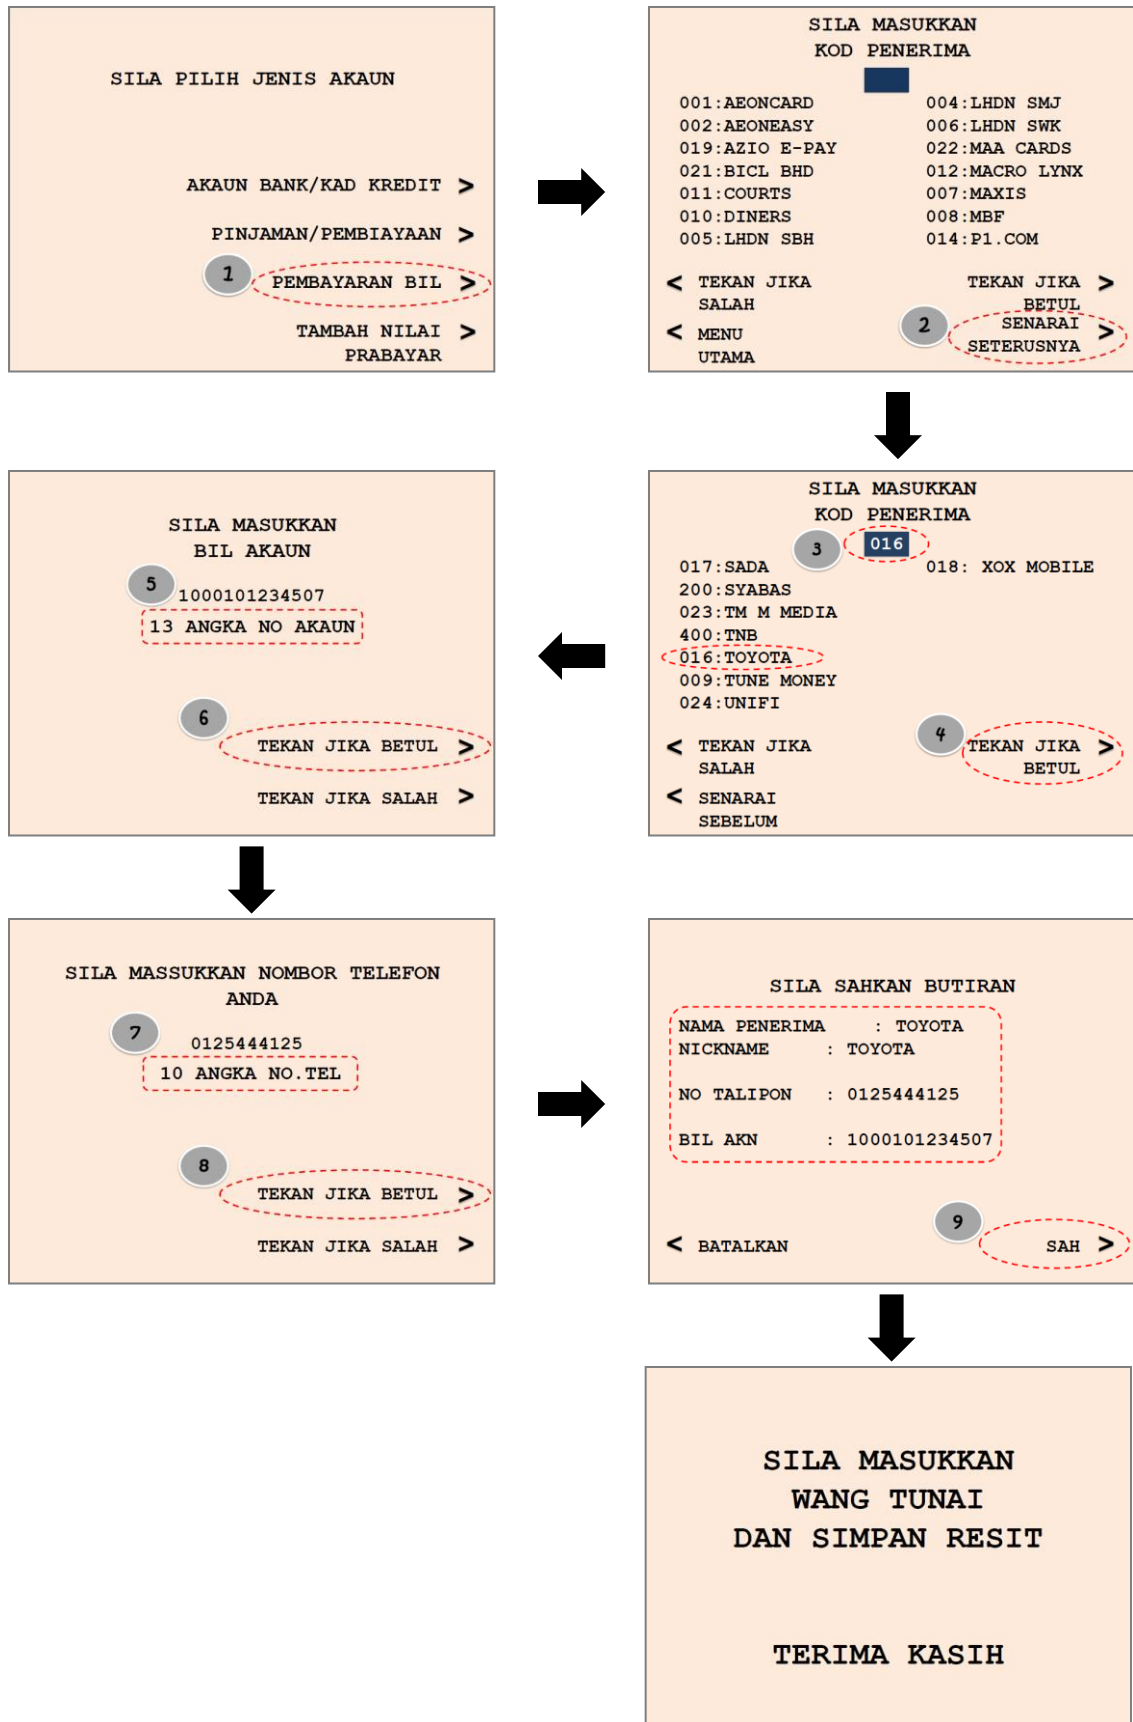 SILA PILIH JENIS AKAUN
AKAUN BANK/KAD KREDIT >
PINJAMAN/PEMBIAYAAN >
1
PEMBAYARAN BIL >
TAMBAH NILAI >
PRABAYAR
SILA MASUKKAN
KOD PENERIMA
001:AEONCARD 004:LHDN SMJ
002:AEONEASY 006:LHDN SWK
019:AZIO E-PAY 022:MAA CARDS
021:BICL BHD 012:MACRO LYNX
011:COURTS 007:MAXIS
010:DINERS 008:MBF
005:LHDN SBH 014:P1.COM
< TEKAN JIKA TEKAN JIKA >
SALAH BETUL
2
< MENU SENARAI >
UTAMA SETERUSNYA
SILA MASUKKAN
KOD PENERIMA
3
016
017:SADA 018: XOX MOBILE
200:SYABAS
023:TM M MEDIA
400:TNB
016:TOYOTA
009:TUNE MONEY
024:UNIFI
4
< TEKAN JIKA TEKAN JIKA >
SALAH BETUL
< SENARAI
SEBELUM
SILA MASUKKAN
BIL AKAUN
5
1000101234507
13 ANGKA NO AKAUN
6
TEKAN JIKA BETUL >
TEKAN JIKA SALAH >
SILA MASSUKKAN NOMBOR TELEFON
ANDA
7
0125444125
10 ANGKA NO.TEL
8
TEKAN JIKA BETUL >
TEKAN JIKA SALAH >
SILA SAHKAN BUTIRAN
NAMA PENERIMA : TOYOTA
NICKNAME : TOYOTA
NO TALIPON : 0125444125
BIL AKN : 1000101234507
9
< BATALKAN SAH >
SILA MASUKKAN
WANG TUNAI
DAN SIMPAN RESIT
TERIMA KASIH